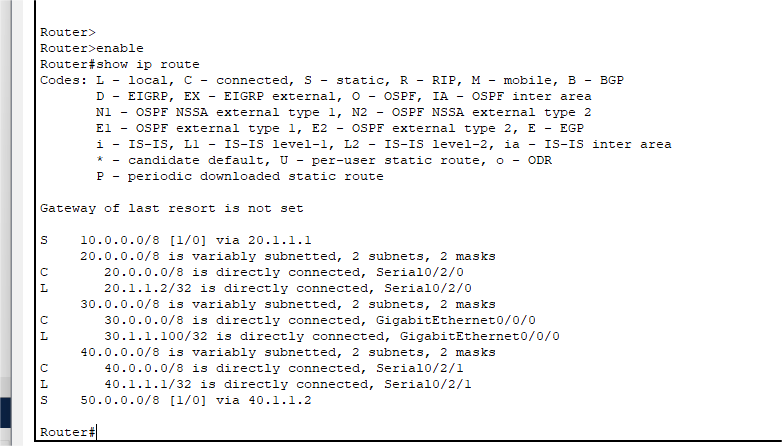 Router>
Router>enable
Router#show ip route
Codes: L - local, C - connected, S - static, R - RIP, M - mobile, B - BGP
       D - EIGRP, EX - EIGRP external, O - OSPF, IA - OSPF inter area
       N1 - OSPF NSSA external type 1, N2 - OSPF NSSA external type 2
       E1 - OSPF external type 1, E2 - OSPF external type 2, E - EGP
       i - IS-IS, L1 - IS-IS level-1, L2 - IS-IS level-2, ia - IS-IS inter area
       * - candidate default, U - per-user static route, o - ODR
       P - periodic downloaded static route

Gateway of last resort is not set

S    10.0.0.0/8 [1/0] via 20.1.1.1
     20.0.0.0/8 is variably subnetted, 2 subnets, 2 masks
C       20.0.0.0/8 is directly connected, Serial0/2/0
L       20.1.1.2/32 is directly connected, Serial0/2/0
     30.0.0.0/8 is variably subnetted, 2 subnets, 2 masks
C       30.0.0.0/8 is directly connected, GigabitEthernet0/0/0
L       30.1.1.100/32 is directly connected, GigabitEthernet0/0/0
     40.0.0.0/8 is variably subnetted, 2 subnets, 2 masks
C       40.0.0.0/8 is directly connected, Serial0/2/1
L       40.1.1.1/32 is directly connected, Serial0/2/1
S    50.0.0.0/8 [1/0] via 40.1.1.2

Router#